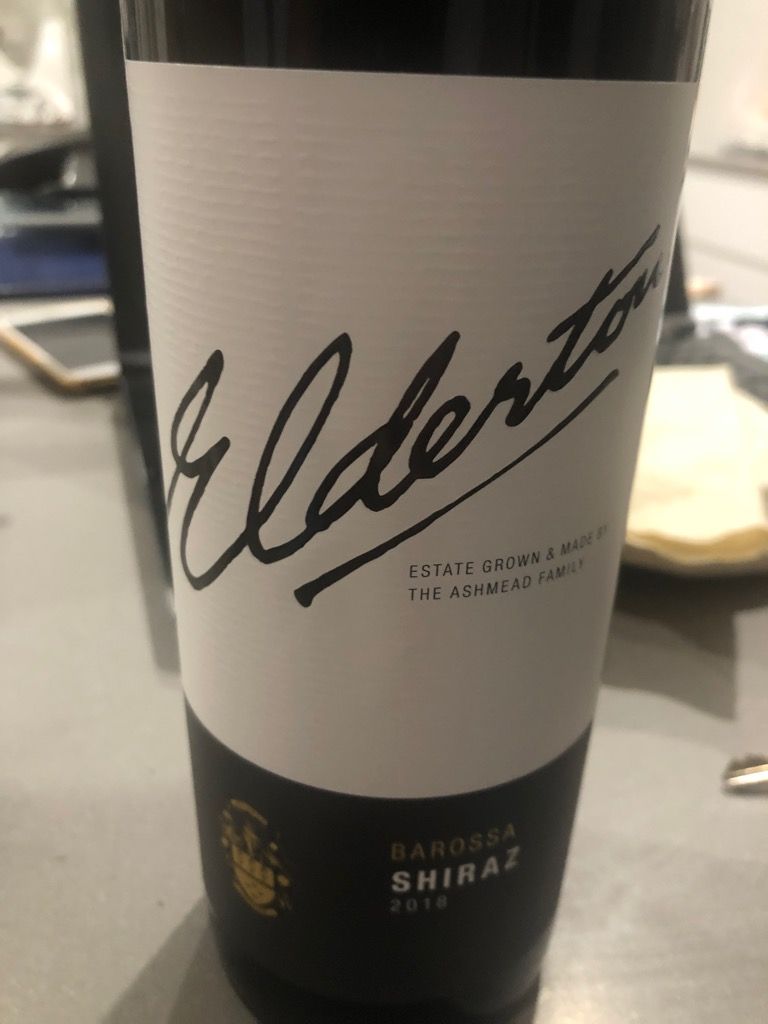 Elderton
ESTATE GROWN & MADE BY
THE ASHMEAD FAMILY
BAROSSA
SHIRAZ
2018